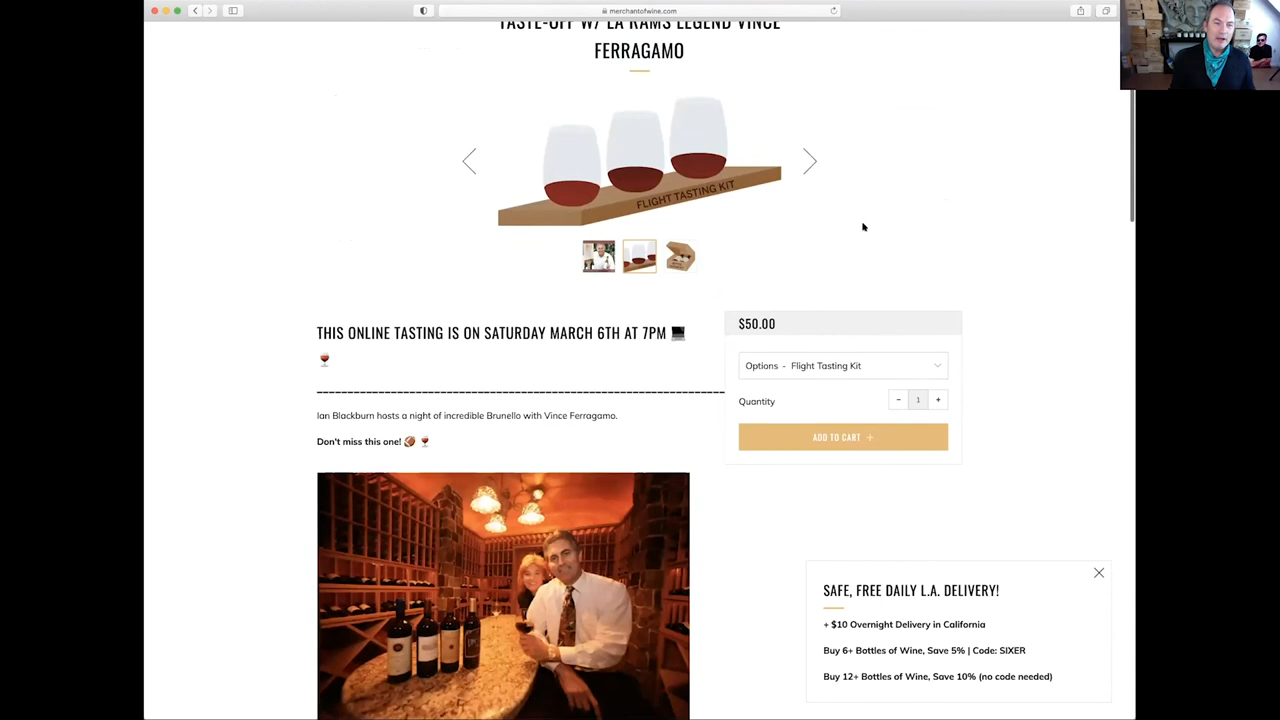 merchantofwine.com
TASTE-OFF W/ LA RAMS LEGEND VINCE
FERRAGAMO
FLIGHT TASTING KIT
THIS ONLINE TASTING IS ON SATURDAY MARCH 6TH AT 7PM 💻
🍷
Ian Blackburn hosts a night of incredible Brunello with Vince Ferragamo.
Don't miss this one! 🏈 🍷
$50.00
Options - Flight Tasting Kit
Quantity - 1 +
ADD TO CART +
SAFE, FREE DAILY L.A. DELIVERY!
+ $10 Overnight Delivery in California
Buy 6+ Bottles of Wine, Save 5% | Code: SIXER
Buy 12+ Bottles of Wine, Save 10% (no code needed)